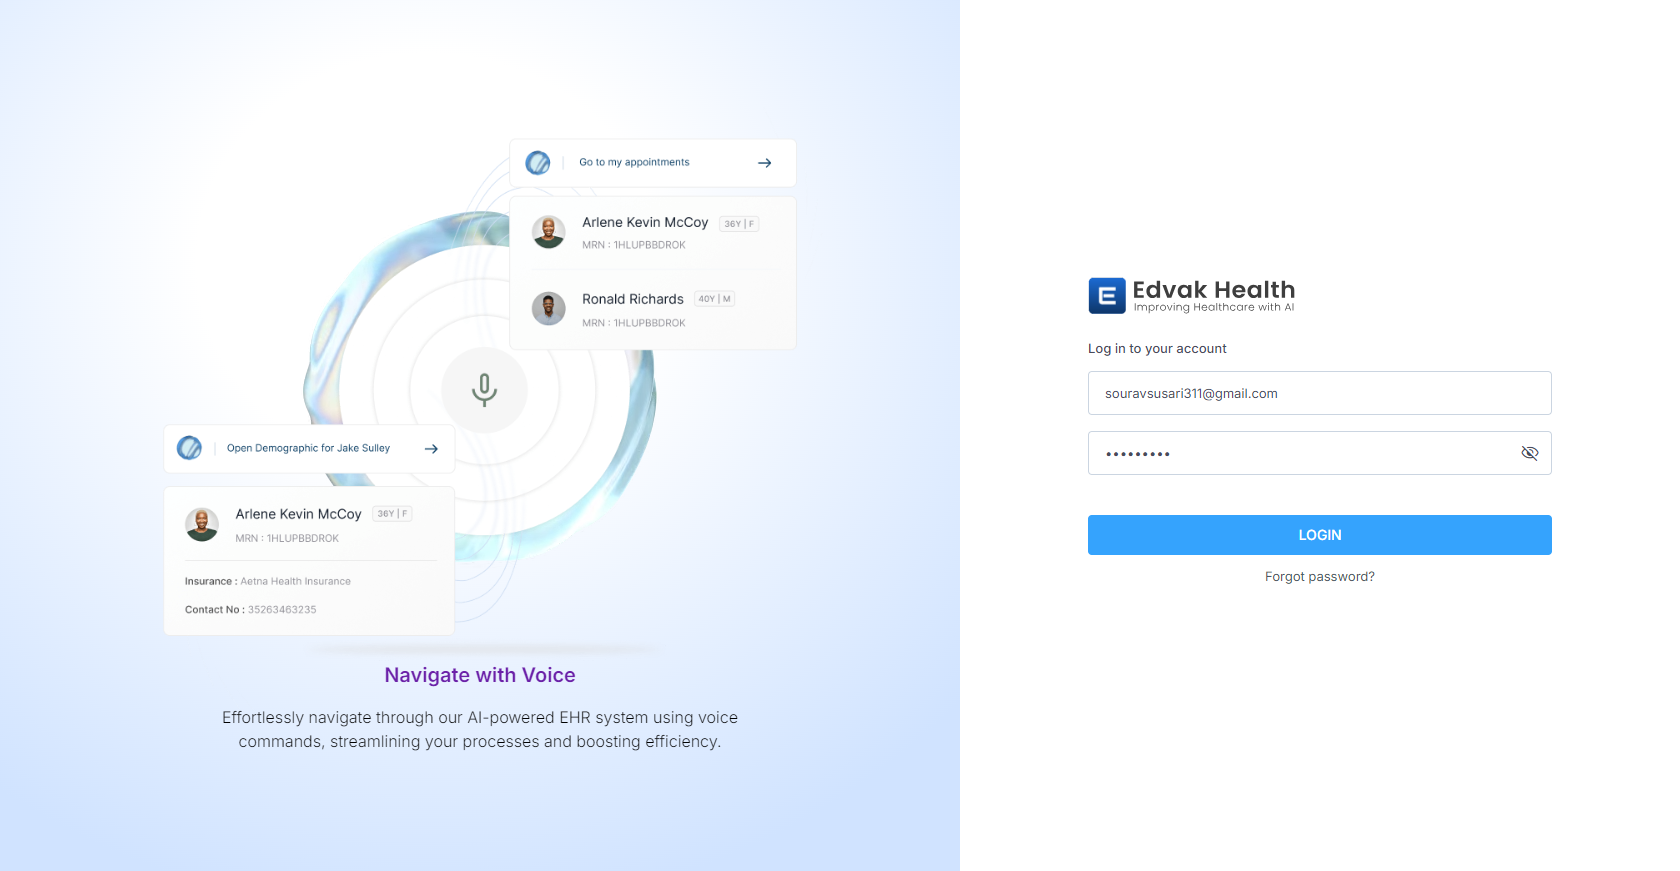 Go to my appointments
Arlene Kevin McCoy 36Y | F
MRN : 1HLUPBBDROK
Ronald Richards 40Y | M
MRN : 1HLUPBBDROK
Open Demographic for Jake Sulley
Arlene Kevin McCoy 36Y | F
MRN : 1HLUPBBDROK
Insurance : Aetna Health Insurance
Contact No : 35263463235
Navigate with Voice
Effortlessly navigate through our AI-powered EHR system using voice
commands, streamlining your processes and boosting efficiency.
E Edvak Health
Improving Healthcare with AI
Log in to your account
souravsusari311@gmail.com
•••••••••
LOGIN
Forgot password?